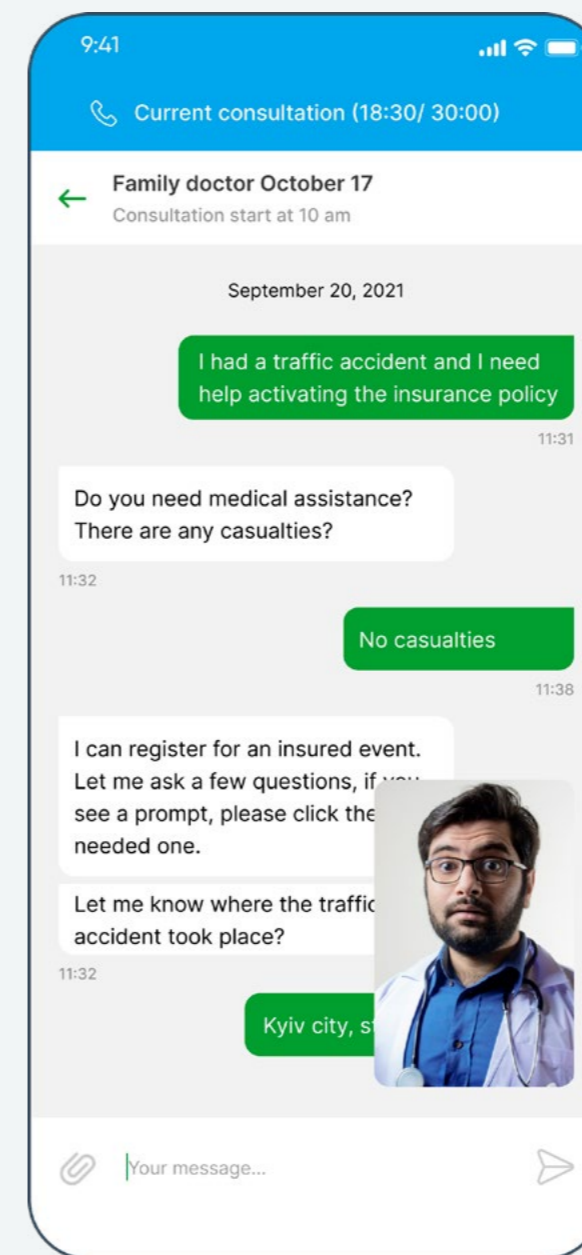 9:41
Current consultation (18:30/ 30:00)
Family doctor October 17
Consultation start at 10 am
September 20, 2021
I had a traffic accident and I need
help activating the insurance policy
11:31
Do you need medical assistance?
There are any casualties?
11:32
No casualties
11:38
I can register for an insured event.
Let me ask a few questions, if you
see a prompt, please click the
needed one.
Let me know where the traffic
accident took place?
11:32
Kyiv city,
Your message...